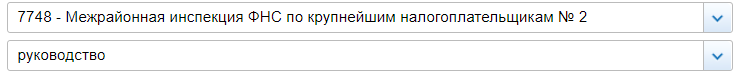 7748 - Межрайонная инспекция ФНС по крупнейшим налогоплательщикам № 2
руководство